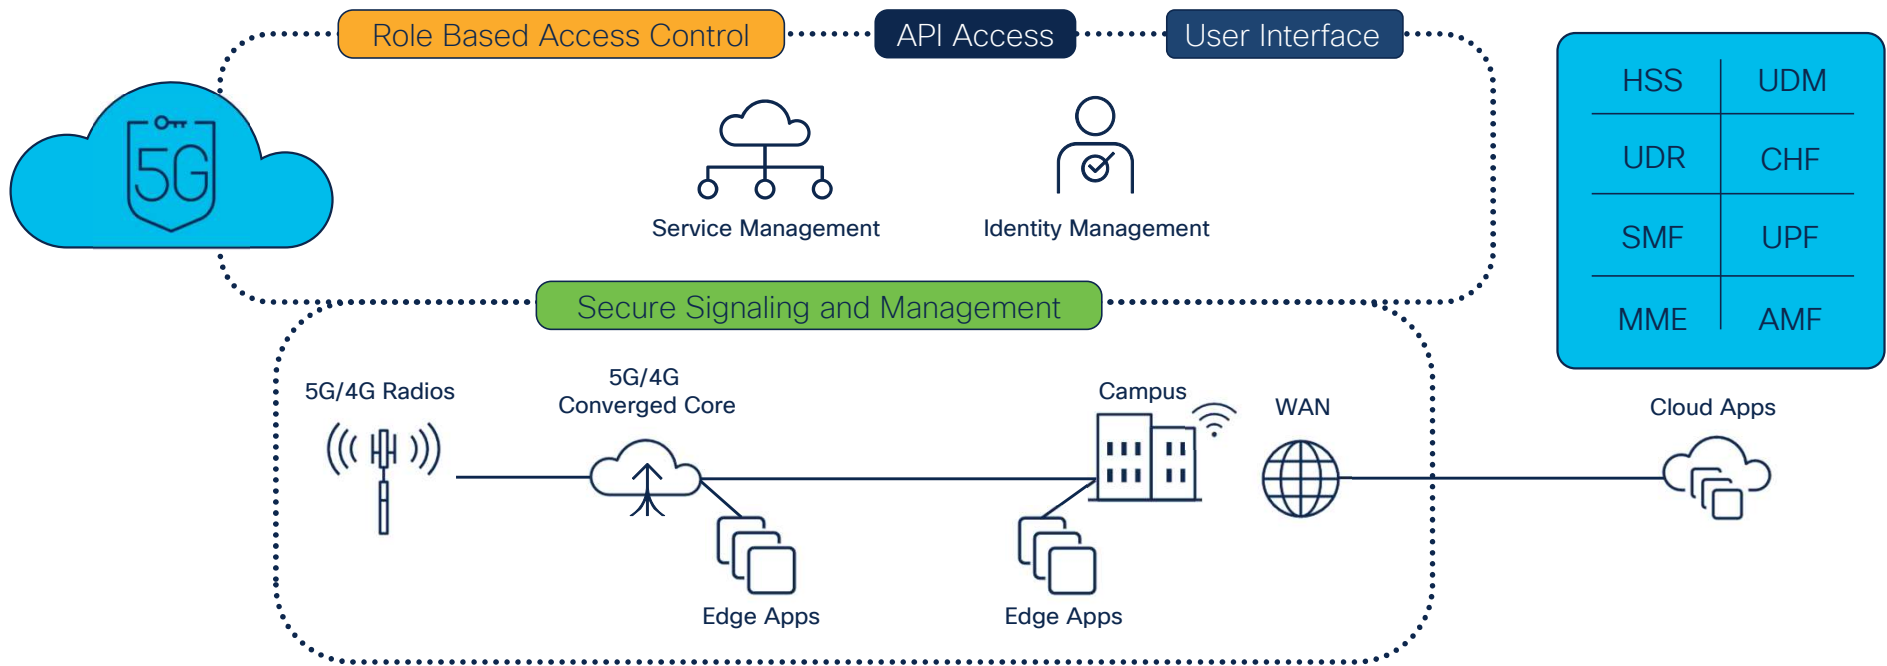 Role Based Access Control
API Access
User Interface
5G
Service Management
Identity Management
HSS UDM
UDR CHF
SMF UPF
MME AMF
Secure Signaling and Management
5G/4G Radios
5G/4G
Converged Core
Campus
WAN
Cloud Apps
Edge Apps
Edge Apps